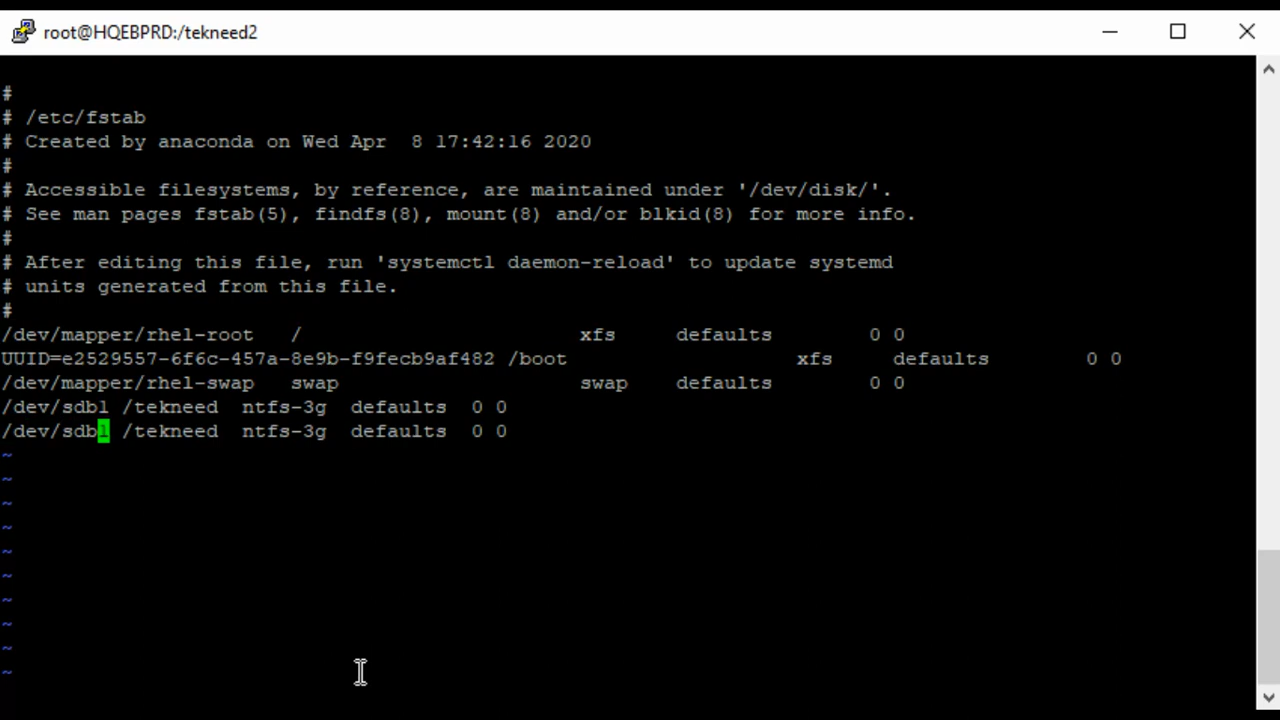 root@HQEBPRD:/tekneed2
#
# /etc/fstab
# Created by anaconda on Wed Apr  8 17:42:16 2020
#
# Accessible filesystems, by reference, are maintained under '/dev/disk/'.
# See man pages fstab(5), findfs(8), mount(8) and/or blkid(8) for more info.
#
# After editing this file, run 'systemctl daemon-reload' to update systemd
# units generated from this file.
#
/dev/mapper/rhel-root   /                       xfs     defaults        0 0
UUID=e2529557-6f6c-457a-8e9b-f9fecb9af482 /boot                   xfs     defaults        0 0
/dev/mapper/rhel-swap   swap                    swap    defaults        0 0
/dev/sdb1 /tekneed  ntfs-3g  defaults  0 0
/dev/sdb1 /tekneed  ntfs-3g  defaults  0 0
~
~
~
~
~
~
~
~
~
~